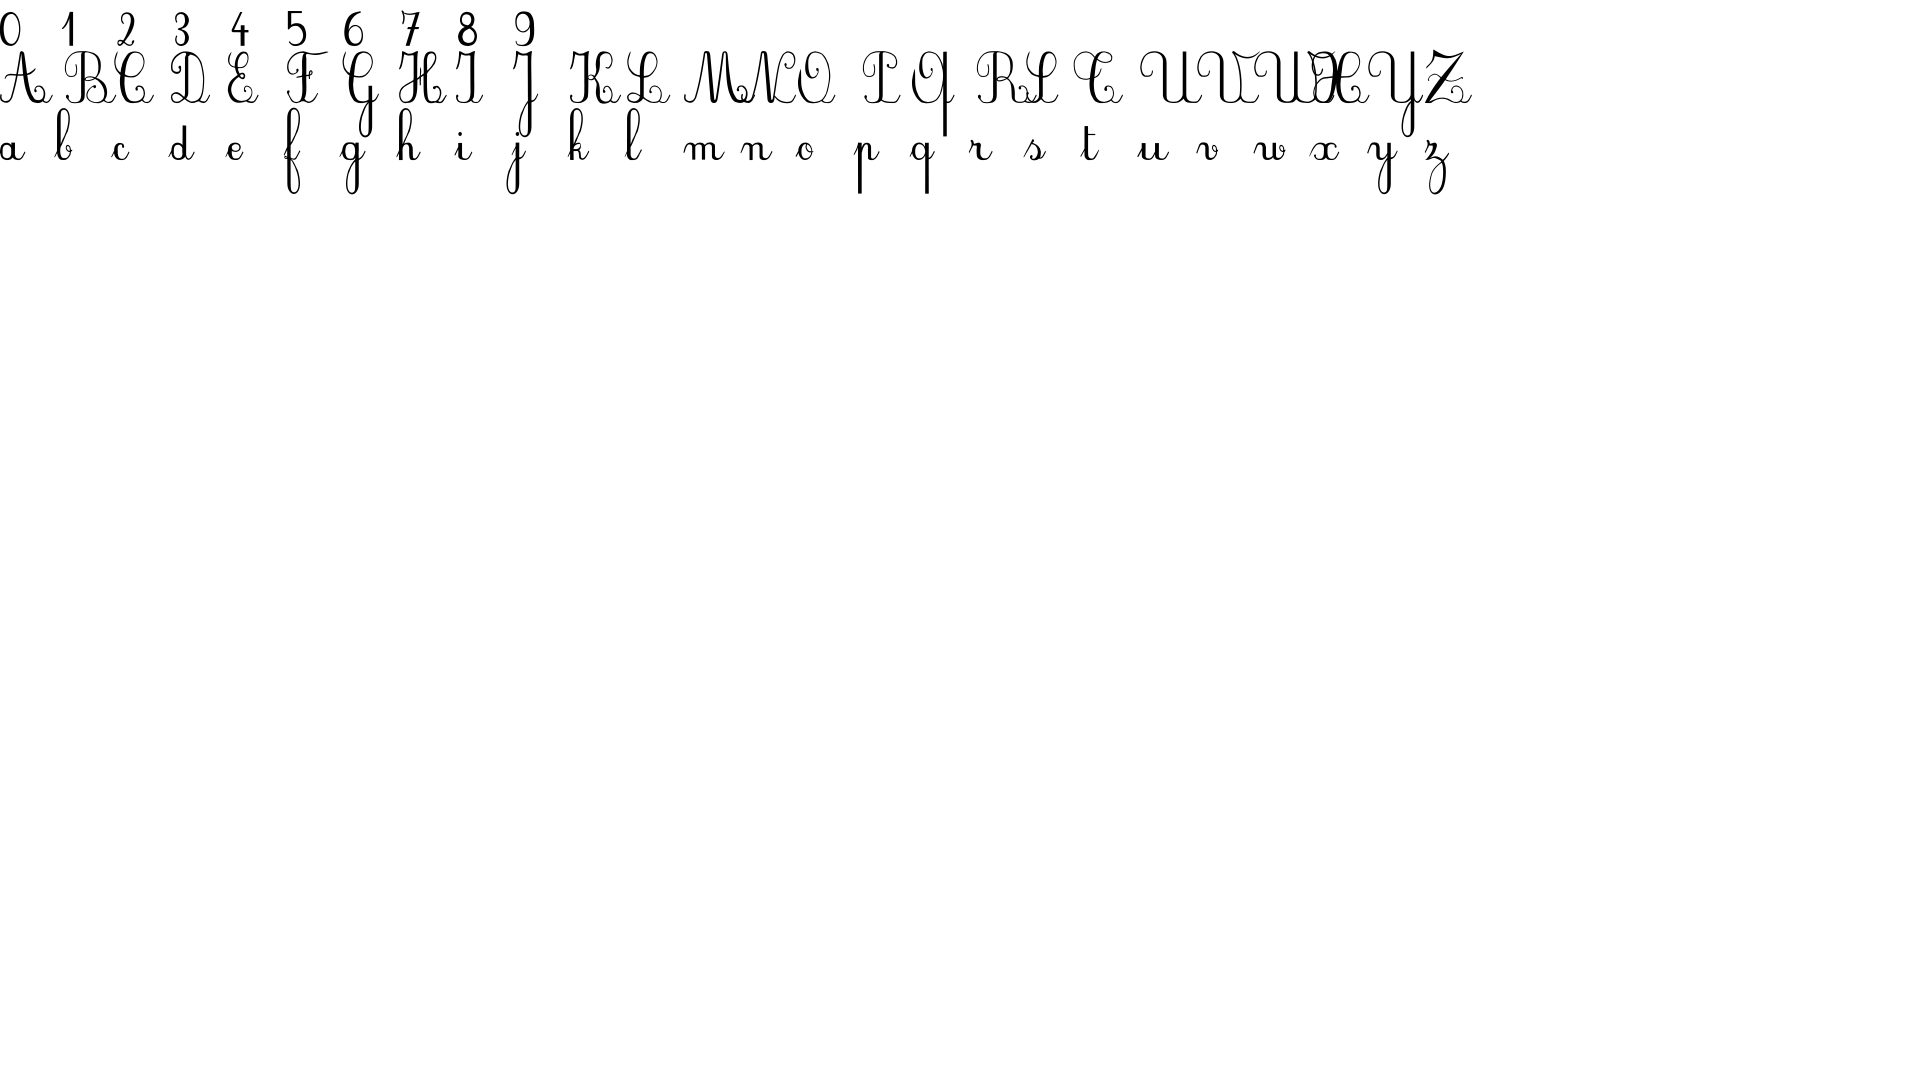 0 1 2 3 4 5 6 7 8 9
A B C D E F G H I J K L M N O P Q R S T U V W X Y Z
a b c d e f g h i j k l m n o p q r s t u v w x y z